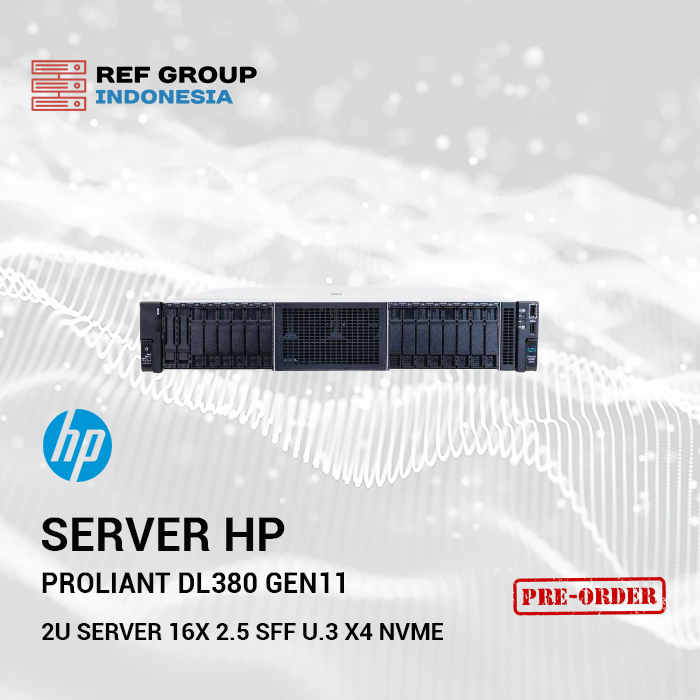 REF GROUP
INDONESIA
hp
SERVER HP
PROLIANT DL380 GEN11
PRE-ORDER
2U SERVER 16X 2.5 SFF U.3 X4 NVME